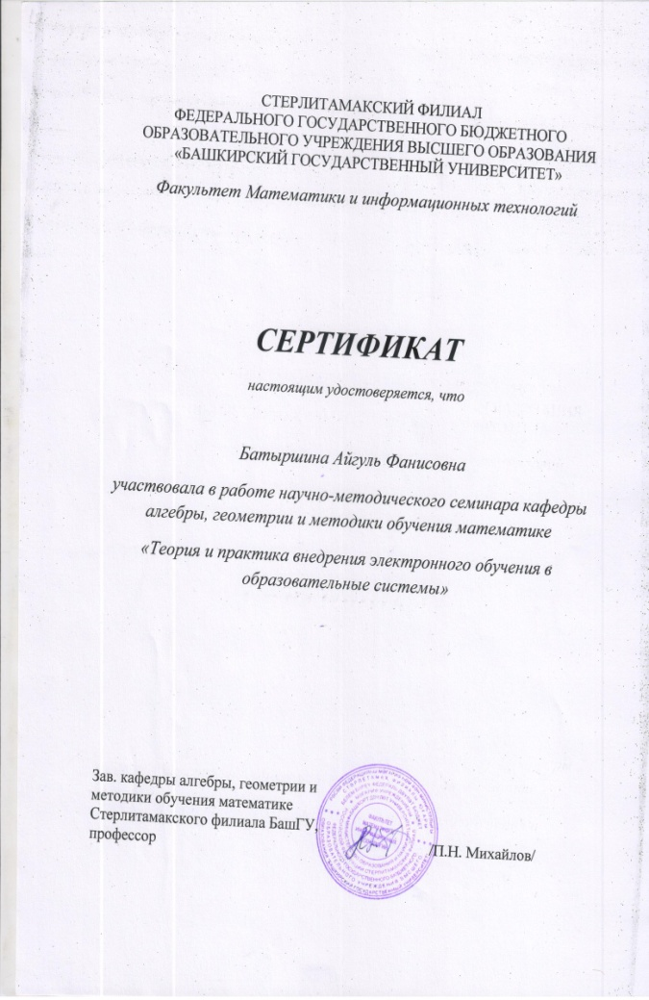 СТЕРЛИТАМАКСКИЙ ФИЛИАЛ
ФЕДЕРАЛЬНОГО ГОСУДАРСТВЕННОГО БЮДЖЕТНОГО
ОБРАЗОВАТЕЛЬНОГО УЧРЕЖДЕНИЯ ВЫСШЕГО ОБРАЗОВАНИЯ
«БАШКИРСКИЙ ГОСУДАРСТВЕННЫЙ УНИВЕРСИТЕТ»
Факультет Математики и информационных технологий
СЕРТИФИКАТ
настоящим удостоверяется, что
Батыршина Айгуль Фанисовна
участвовала в работе научно-методического семинара кафедры
алгебры, геометрии и методики обучения математике
«Теория и практика внедрения электронного обучения в
образовательные системы»
Зав. кафедры алгебры, геометрии и
методики обучения математике
Стерлитамакского филиала БашГУ,
профессор
/П.Н. Михайлов/